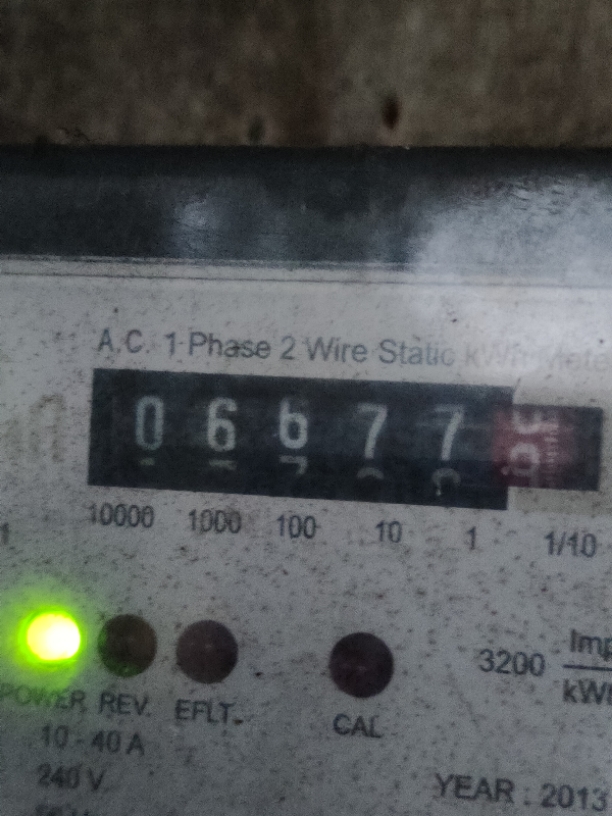 A.C. 1 Phase 2 Wire Static kWh Mete
0 6 6 7 7
10000 1000 100 10 1 1/10
3200 Imp
kWh
POWER REV. EFLT. CAL
10 - 40 A
240 V
YEAR : 2013